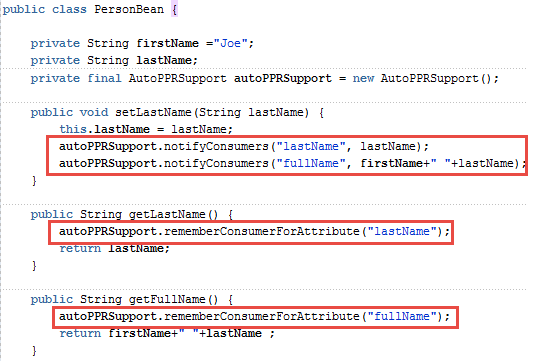 public class PersonBean {
private String firstName ="Joe";
private String lastName;
private final AutoPPRSupport autoPPRSupport = new AutoPPRSupport();
public void setLastName(String lastName) {
this.lastName = lastName;
autoPPRSupport.notifyConsumers("lastName", lastName);
autoPPRSupport.notifyConsumers("fullName", firstName+" "+lastName);
}
public String getLastName() {
autoPPRSupport.rememberConsumerForAttribute("lastName");
return lastName;
}
public String getFullName() {
autoPPRSupport.rememberConsumerForAttribute("fullName");
return firstName+" "+lastName ;
}